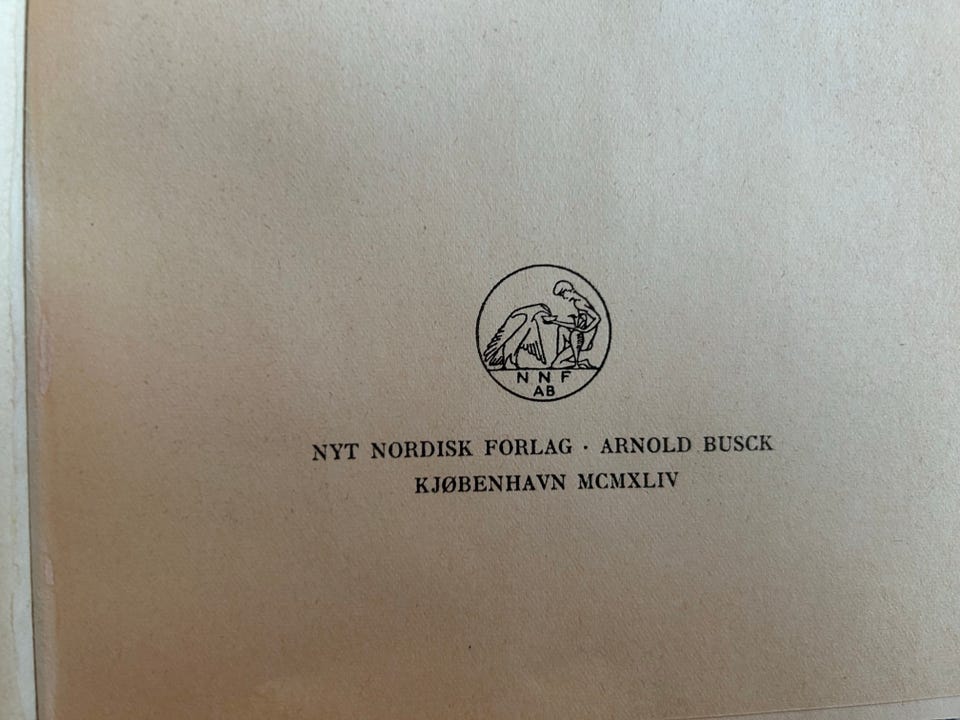 N N F
AB
NYT NORDISK FORLAG · ARNOLD BUSCK
KJØBENHAVN MCMXLIV